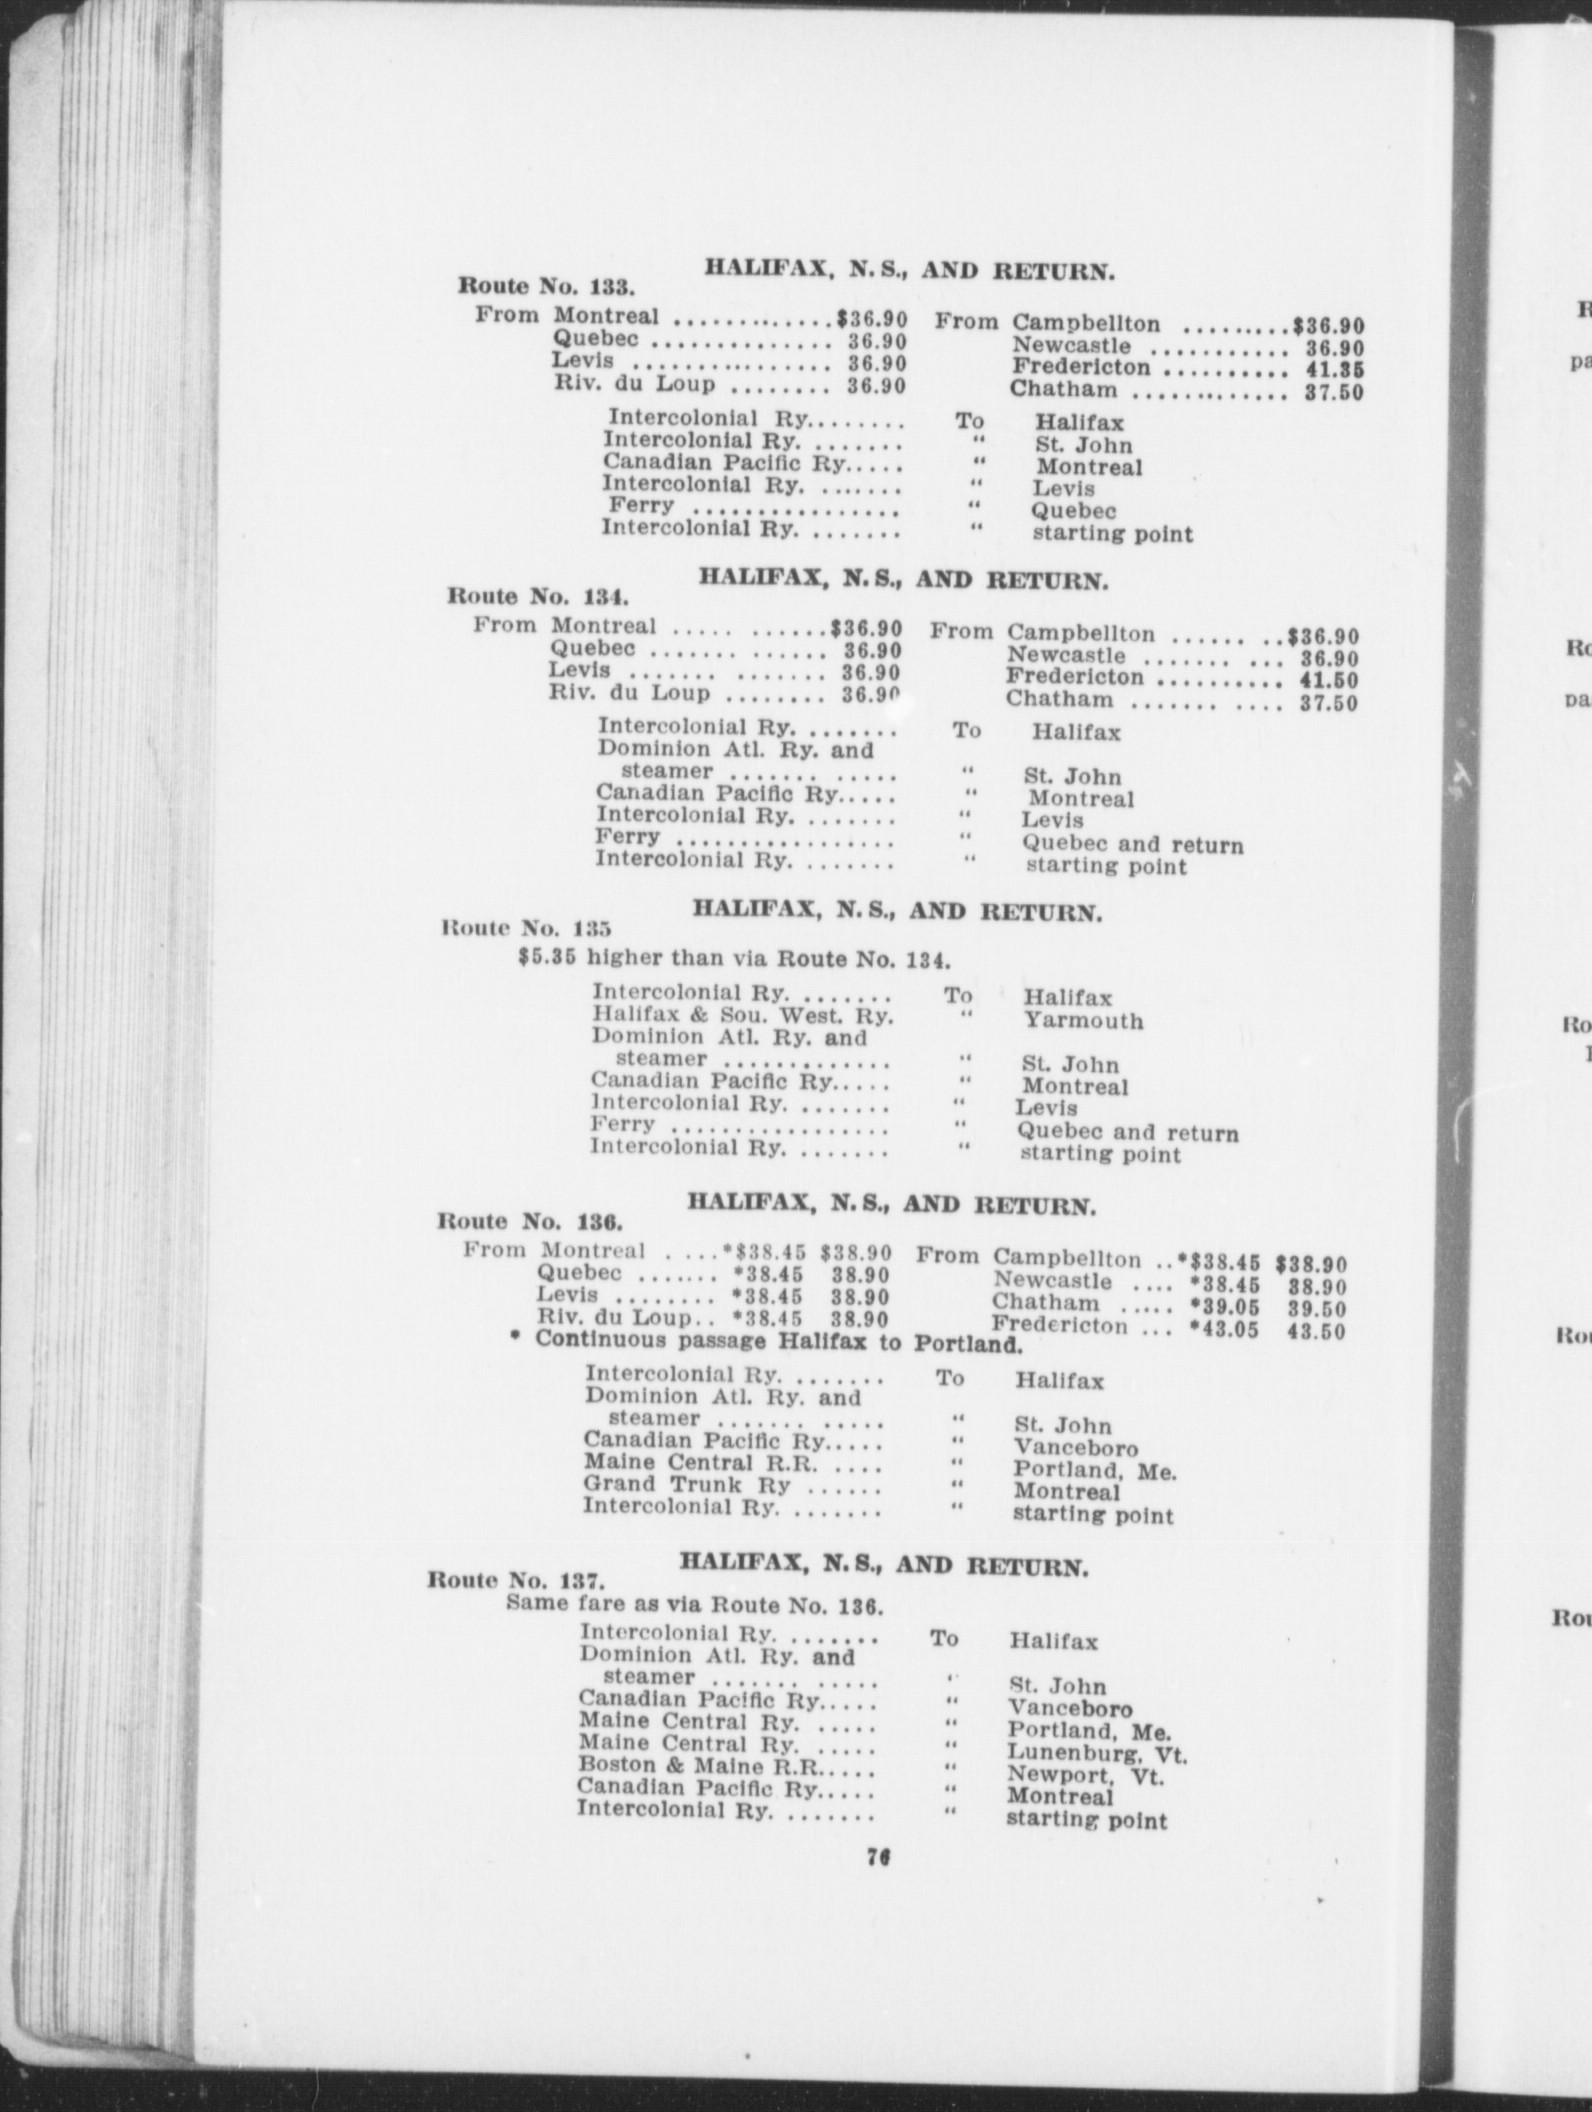 HALIFAX, N. S., AND RETURN.
Route No. 133.
From Montreal .............$36.90 From Campbellton .........$36.90
Quebec .............. 36.90 Newcastle ........... 36.90
Levis ................ 36.90 Fredericton .......... 41.35
Riv. du Loup ........ 36.90 Chatham ............. 37.50
Intercolonial Ry........ To Halifax
Intercolonial Ry. ....... " St. John
Canadian Pacific Ry..... " Montreal
Intercolonial Ry. ....... " Levis
Ferry ................ " Quebec
Intercolonial Ry. ....... " starting point
HALIFAX, N. S., AND RETURN.
Route No. 134.
From Montreal ..... ......$36.90 From Campbellton ...... ..$36.90
Quebec ....... ...... 36.90 Newcastle ....... ... 36.90
Levis ....... ....... 36.90 Fredericton .......... 41.50
Riv. du Loup ........ 36.90 Chatham ....... .... 37.50
Intercolonial Ry. ....... To Halifax
Dominion Atl. Ry. and
steamer ....... ..... " St. John
Canadian Pacific Ry..... " Montreal
Intercolonial Ry. ....... " Levis
Ferry ................. " Quebec and return
Intercolonial Ry. ....... " starting point
HALIFAX, N. S., AND RETURN.
Route No. 135
$5.35 higher than via Route No. 134.
Intercolonial Ry. ....... To Halifax
Halifax & Sou. West. Ry. " Yarmouth
Dominion Atl. Ry. and
steamer ............. " St. John
Canadian Pacific Ry..... " Montreal
Intercolonial Ry. ....... " Levis
Ferry ................. " Quebec and return
Intercolonial Ry. ....... " starting point
HALIFAX, N. S., AND RETURN.
Route No. 136.
From Montreal . ....*$38.45 $38.90 From Campbellton ..*$38.45 $38.90
Quebec ....... *38.45 38.90 Newcastle .... *38.45 38.90
Levis ........ *38.45 38.90 Chatham ..... *39.05 39.50
Riv. du Loup.. *38.45 38.90 Fredericton ... *43.05 43.50
* Continuous passage Halifax to Portland.
Intercolonial Ry. ....... To Halifax
Dominion Atl. Ry. and
steamer ....... ..... " St. John
Canadian Pacific Ry..... " Vanceboro
Maine Central R.R. .... " Portland, Me.
Grand Trunk Ry ...... " Montreal
Intercolonial Ry. ....... " starting point
HALIFAX, N. S., AND RETURN.
Route No. 137.
Same fare as via Route No. 136.
Intercolonial Ry. ....... To Halifax
Dominion Atl. Ry. and
steamer ....... ..... " St. John
Canadian Pacific Ry..... " Vanceboro
Maine Central Ry. ..... " Portland, Me.
Maine Central Ry. ..... " Lunenburg, Vt.
Boston & Maine R.R..... " Newport, Vt.
Canadian Pacific Ry..... " Montreal
Intercolonial Ry. ....... " starting point
76